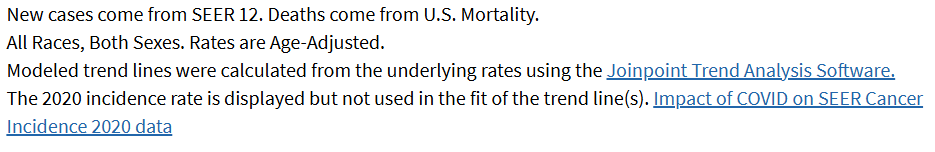 New cases come from SEER 12. Deaths come from U.S. Mortality.
All Races, Both Sexes. Rates are Age-Adjusted.
Modeled trend lines were calculated from the underlying rates using the Joinpoint Trend Analysis Software.
The 2020 incidence rate is displayed but not used in the fit of the trend line(s). Impact of COVID on SEER Cancer
Incidence 2020 data